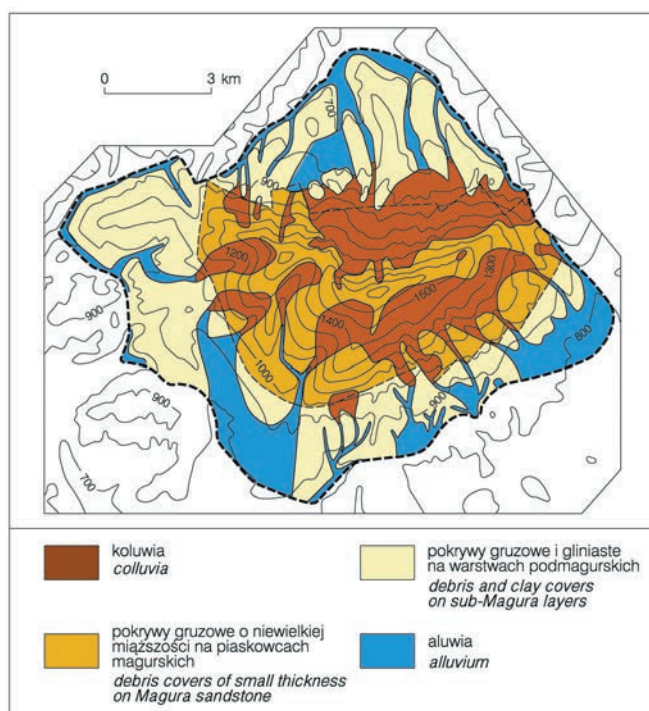 0 3 km
700
900
900
1200
1300
1500
1400
1000
800
900
900
700
koluwia
colluvia
pokrywy gruzowe o niewielkiej
miąższości na piaskowcach
magurskich
debris covers of small thickness
on Magura sandstone
pokrywy gruzowe i gliniaste
na warstwach podmagurskich
debris and clay covers
on sub-Magura layers
aluwia
alluvium